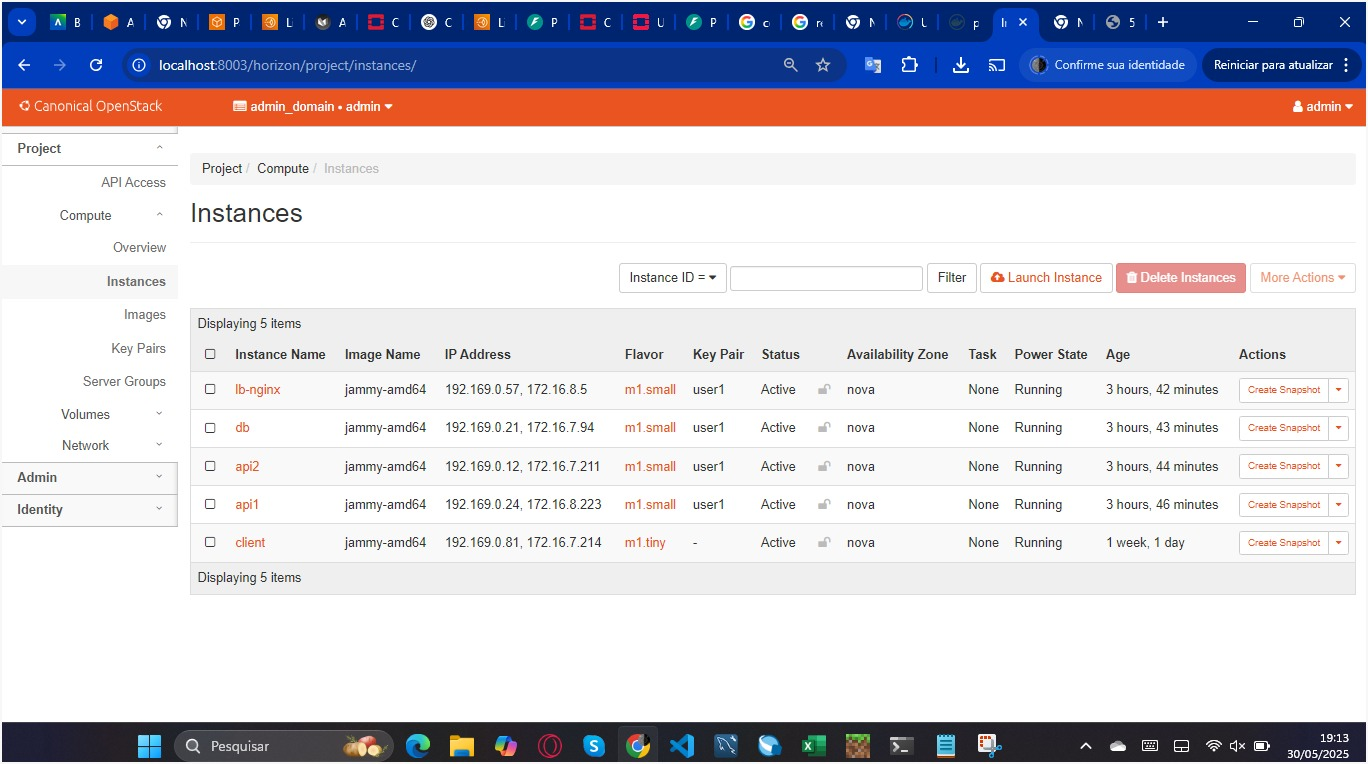 B
A
N
P
L
A
C
C
L
P
C
U
P
N
U
N
5
localhost:8003/horizon/project/instances/
Confirme sua identidade
Reiniciar para atualizar
Canonical OpenStack
admin_domain • admin
admin
Project
API Access
Compute
Overview
Instances
Images
Key Pairs
Server Groups
Volumes
Network
Admin
Identity
Project / Compute / Instances
Instances
Instance ID =
Filter
Launch Instance
Delete Instances
More Actions
Displaying 5 items
Instance Name Image Name IP Address Flavor Key Pair Status Availability Zone Task Power State Age Actions
lb-nginx jammy-amd64 192.169.0.57, 172.16.8.5 m1.small user1 Active nova None Running 3 hours, 42 minutes Create Snapshot
db jammy-amd64 192.169.0.21, 172.16.7.94 m1.small user1 Active nova None Running 3 hours, 43 minutes Create Snapshot
api2 jammy-amd64 192.169.0.12, 172.16.7.211 m1.small user1 Active nova None Running 3 hours, 44 minutes Create Snapshot
api1 jammy-amd64 192.169.0.24, 172.16.8.223 m1.small user1 Active nova None Running 3 hours, 46 minutes Create Snapshot
client jammy-amd64 192.169.0.81, 172.16.7.214 m1.tiny - Active nova None Running 1 week, 1 day Create Snapshot
Displaying 5 items
Pesquisar
19:13
30/05/2025